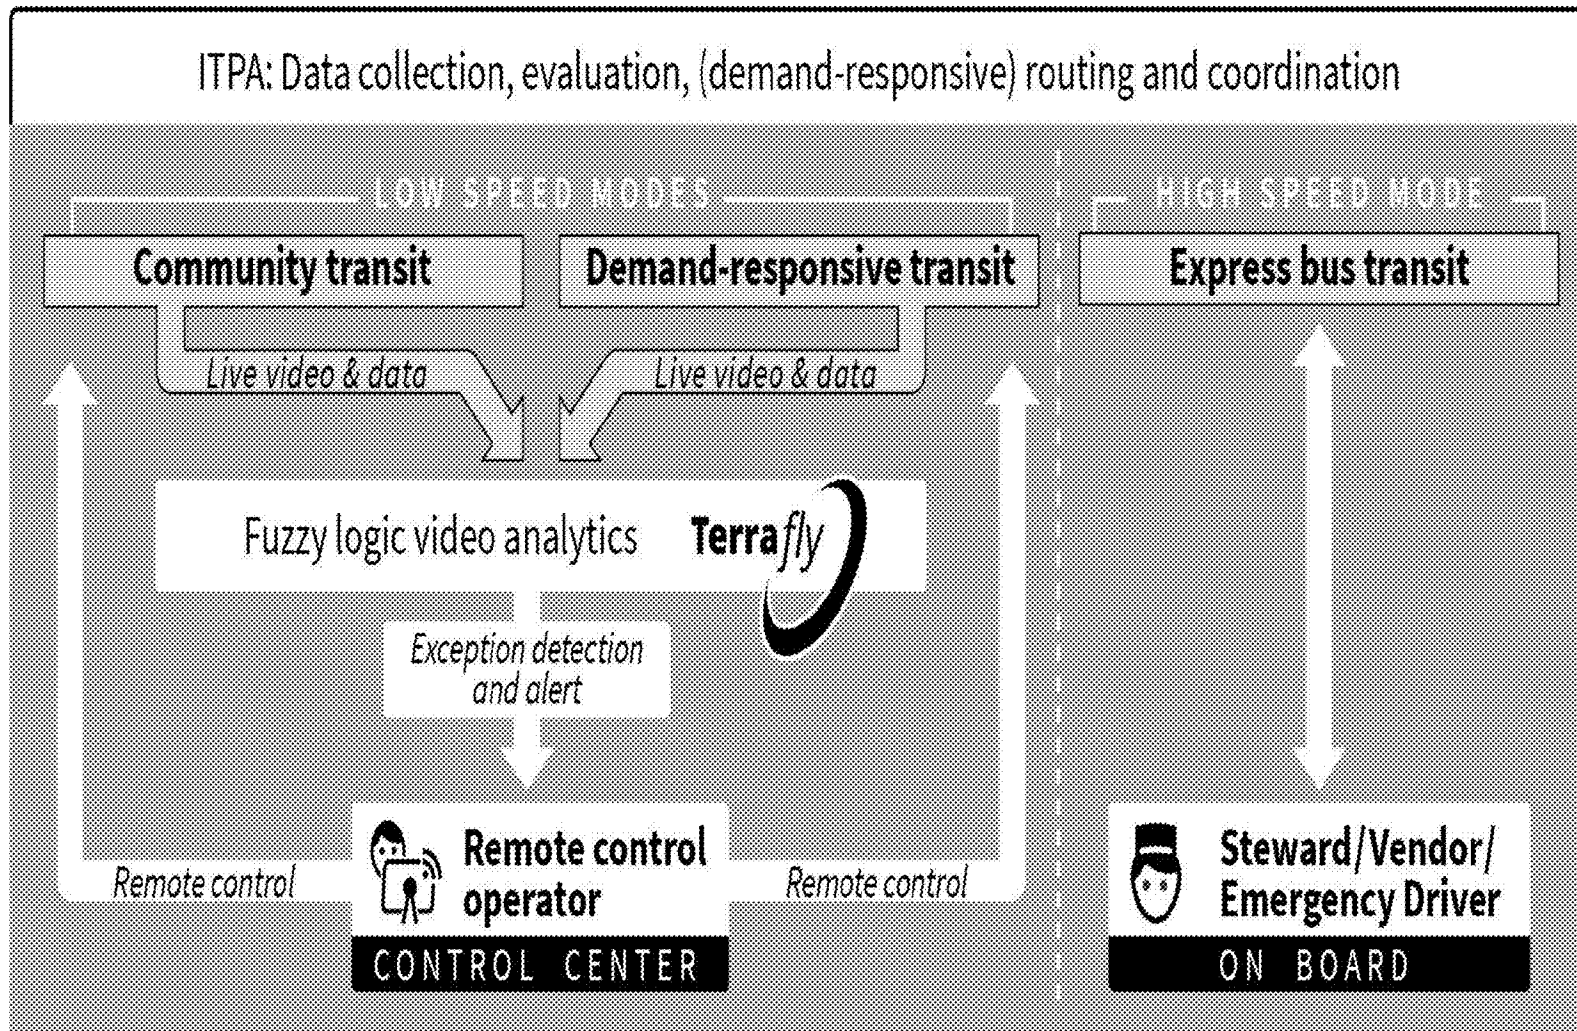 ITPA: Data collection, evaluation, (demand-responsive) routing and coordination
LOW SPEED MODES
HIGH SPEED MODE
Community transit
Demand-responsive transit
Express bus transit
Live video & data
Live video & data
Fuzzy logic video analytics
Terrafly
Exception detection
and alert
Remote control
Remote control
operator
Remote control
CONTROL CENTER
Steward/Vendor/
Emergency Driver
ON BOARD